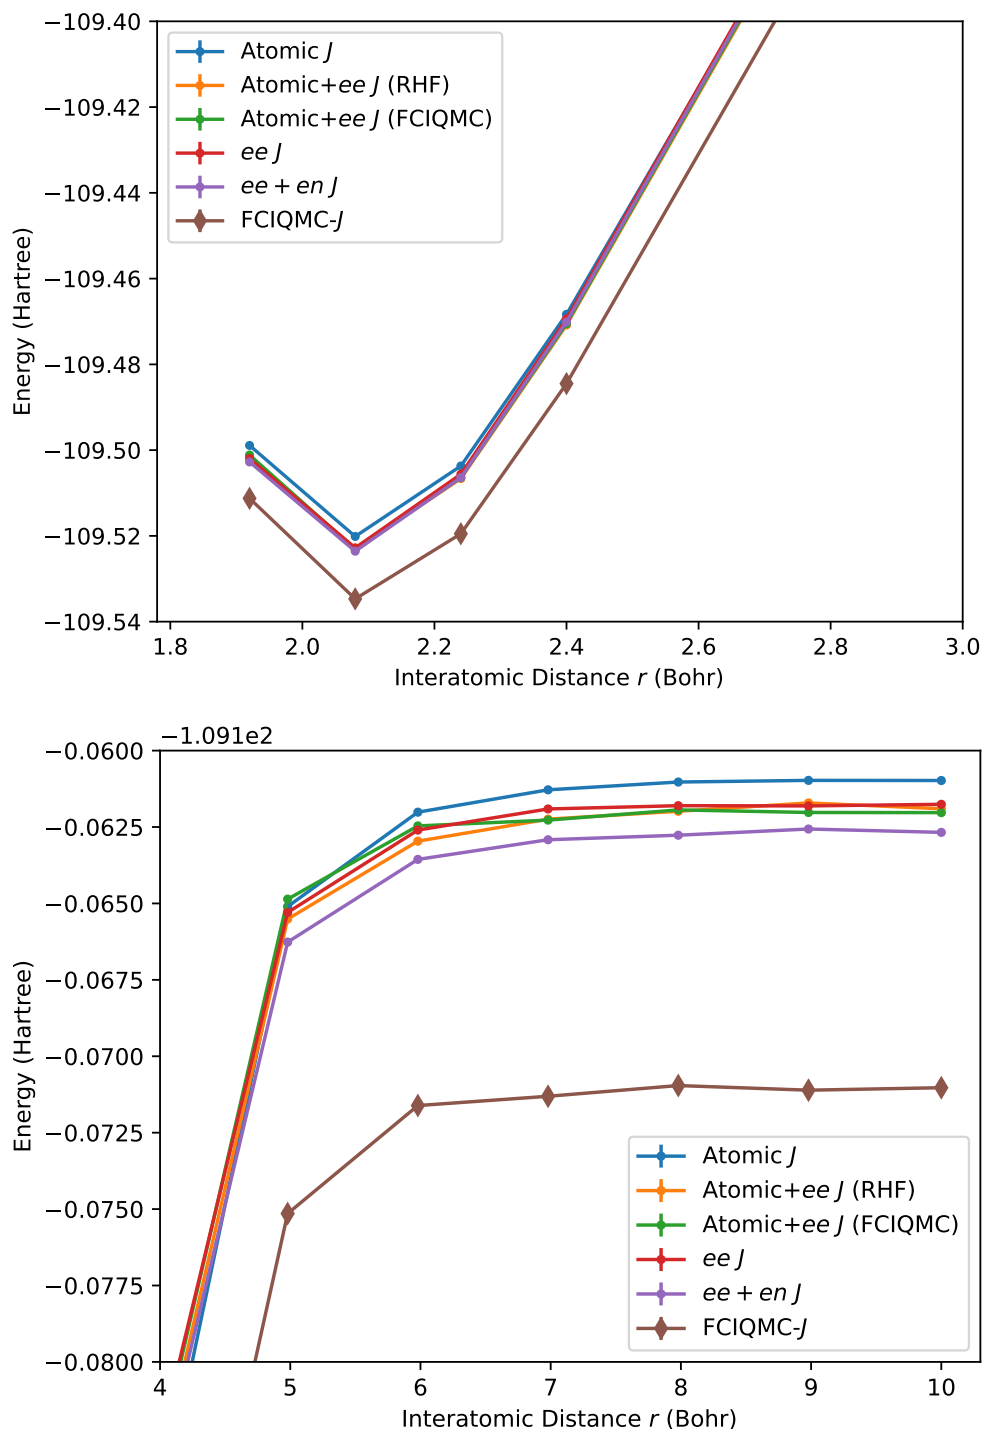 −109.40
−109.42
−109.44
−109.46
−109.48
−109.50
−109.52
−109.54
Energy (Hartree)
Atomic J
Atomic+ee J (RHF)
Atomic+ee J (FCIQMC)
ee J
ee + en J
FCIQMC-J
1.8 2.0 2.2 2.4 2.6 2.8 3.0
Interatomic Distance r (Bohr)
−1.091e2
−0.0600
−0.0625
−0.0650
−0.0675
−0.0700
−0.0725
−0.0750
−0.0775
−0.0800
Energy (Hartree)
Atomic J
Atomic+ee J (RHF)
Atomic+ee J (FCIQMC)
ee J
ee + en J
FCIQMC-J
4 5 6 7 8 9 10
Interatomic Distance r (Bohr)